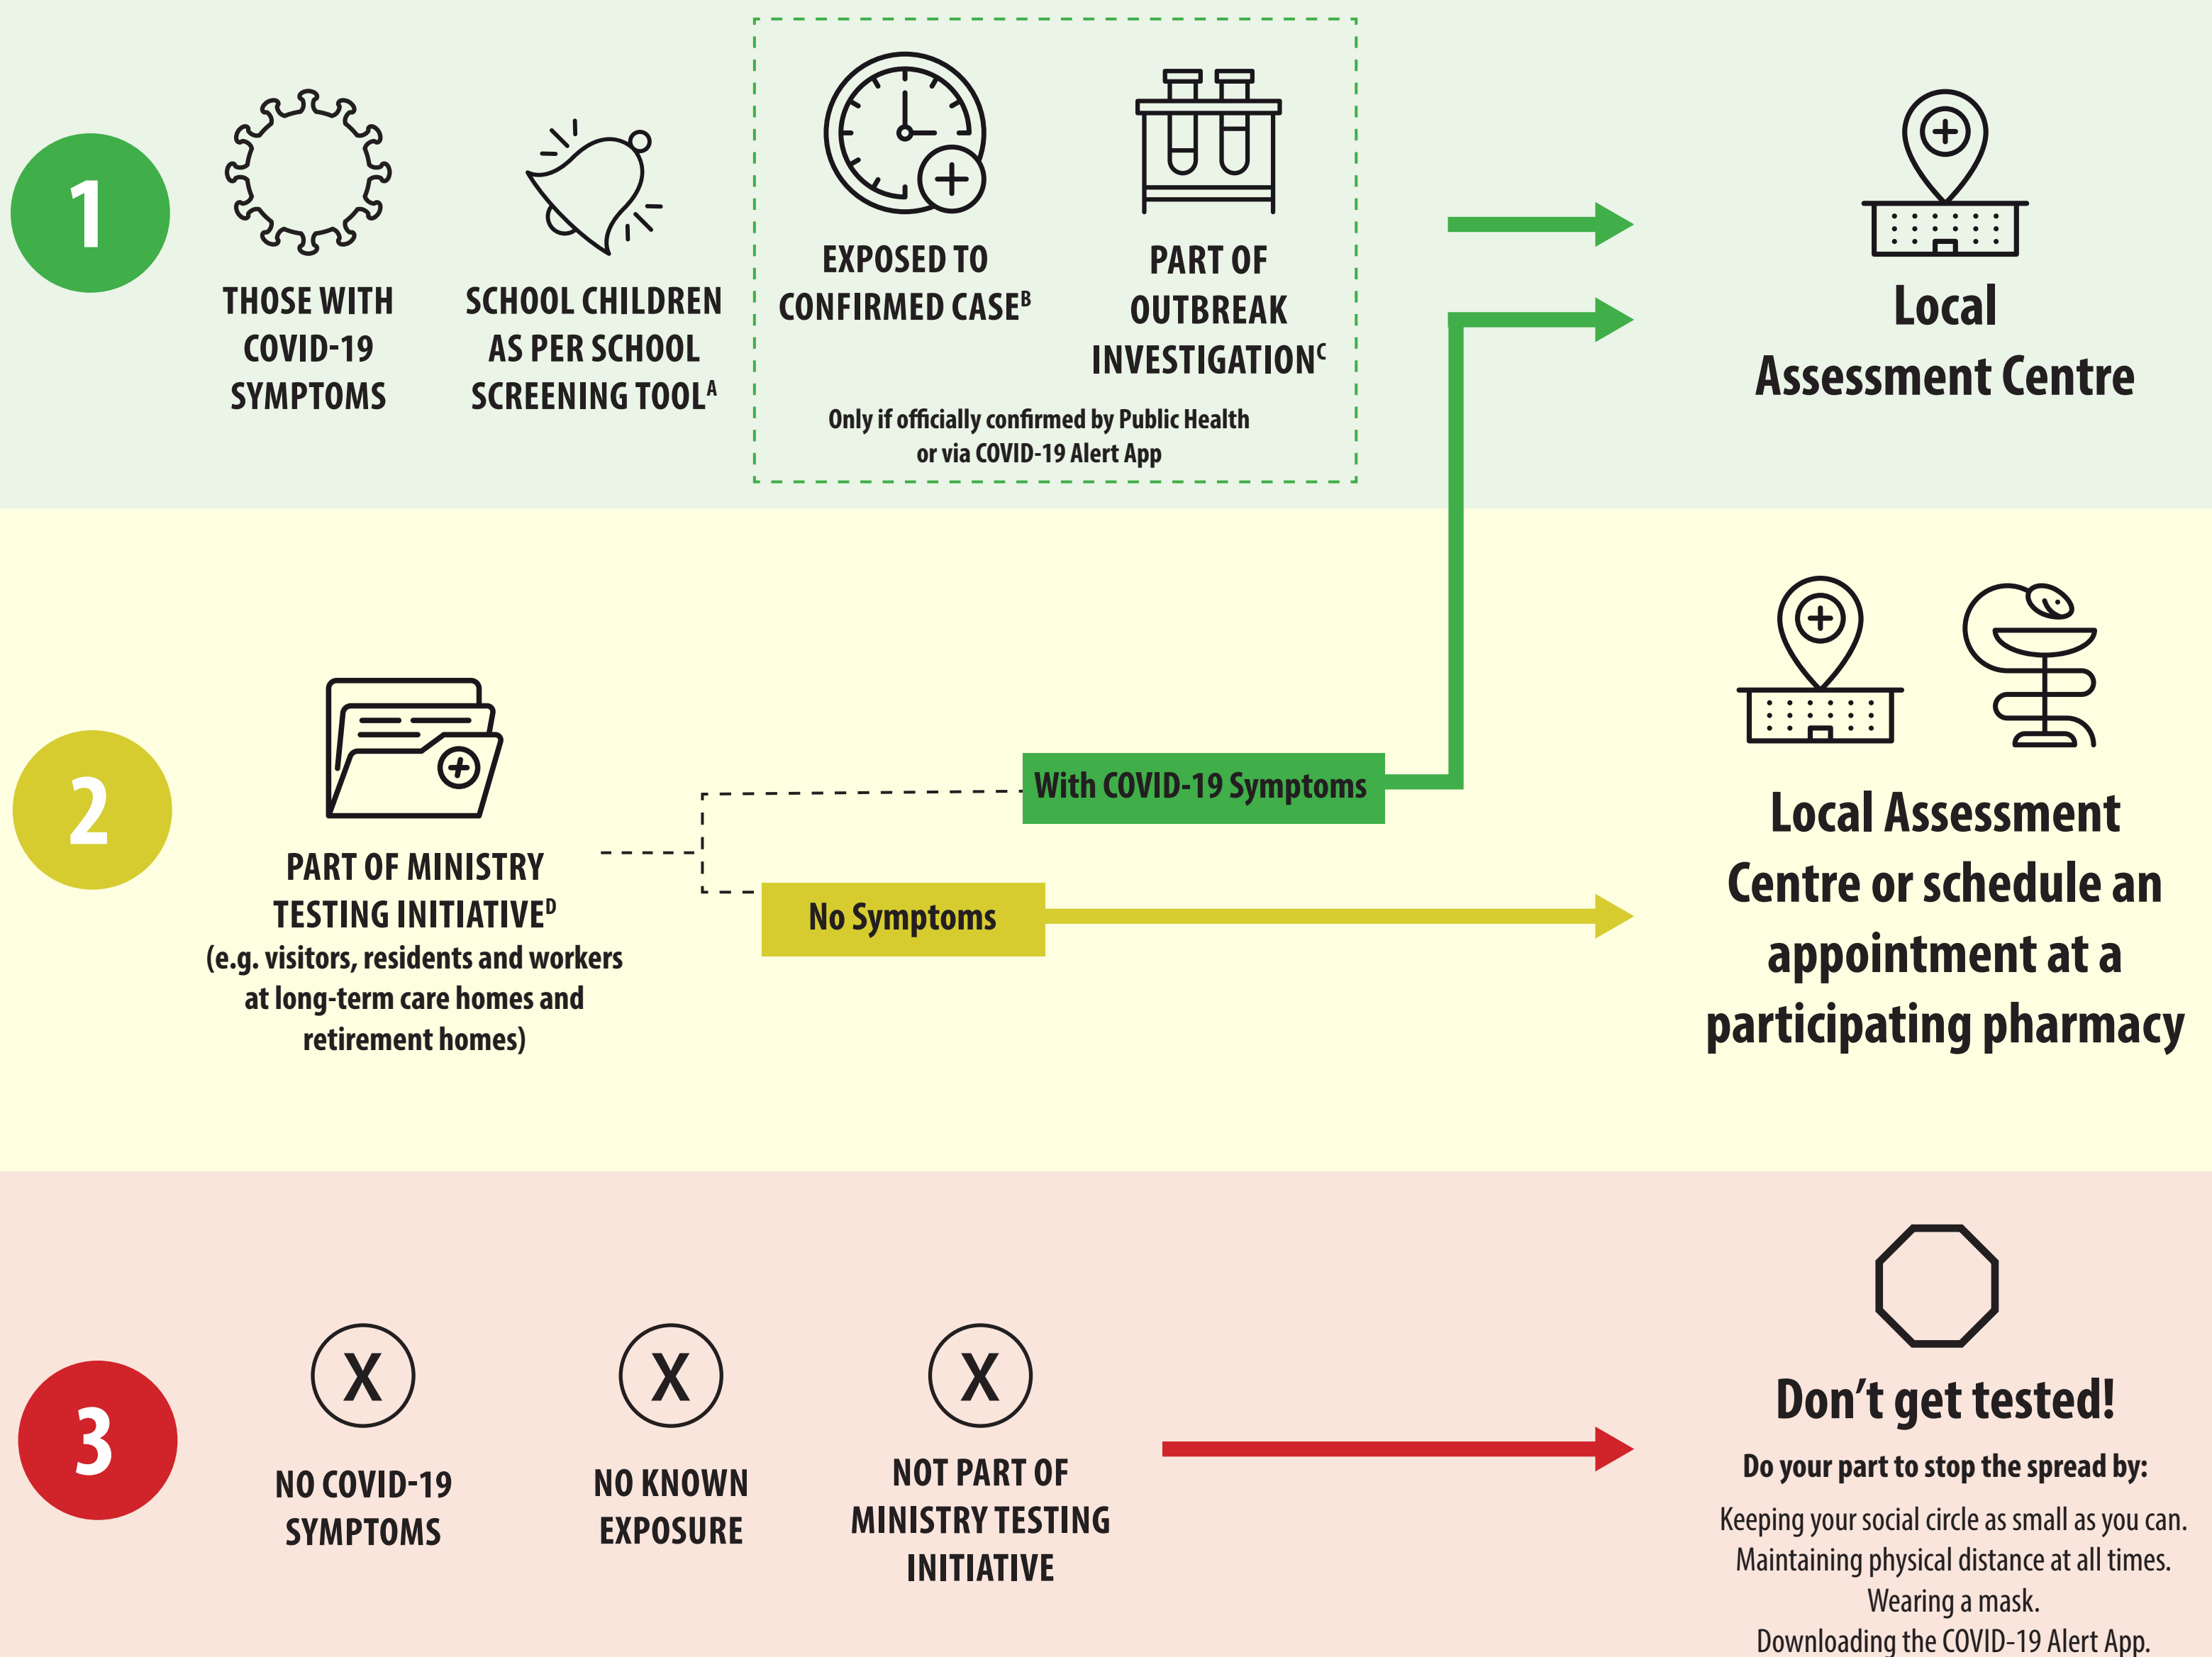 1
THOSE WITH
COVID-19
SYMPTOMS
SCHOOL CHILDREN
AS PER SCHOOL
SCREENING TOOLA
EXPOSED TO
CONFIRMED CASEB
PART OF
OUTBREAK
INVESTIGATIONC
Only if officially confirmed by Public Health
or via COVID-19 Alert App
Local
Assessment Centre
2
PART OF MINISTRY
TESTING INITIATIVED
(e.g. visitors, residents and workers
at long-term care homes and
retirement homes)
With COVID-19 Symptoms
No Symptoms
Local Assessment
Centre or schedule an
appointment at a
participating pharmacy
3
X
NO COVID-19
SYMPTOMS
X
NO KNOWN
EXPOSURE
X
NOT PART OF
MINISTRY TESTING
INITIATIVE
Don't get tested!
Do your part to stop the spread by:
Keeping your social circle as small as you can.
Maintaining physical distance at all times.
Wearing a mask.
Downloading the COVID-19 Alert App.